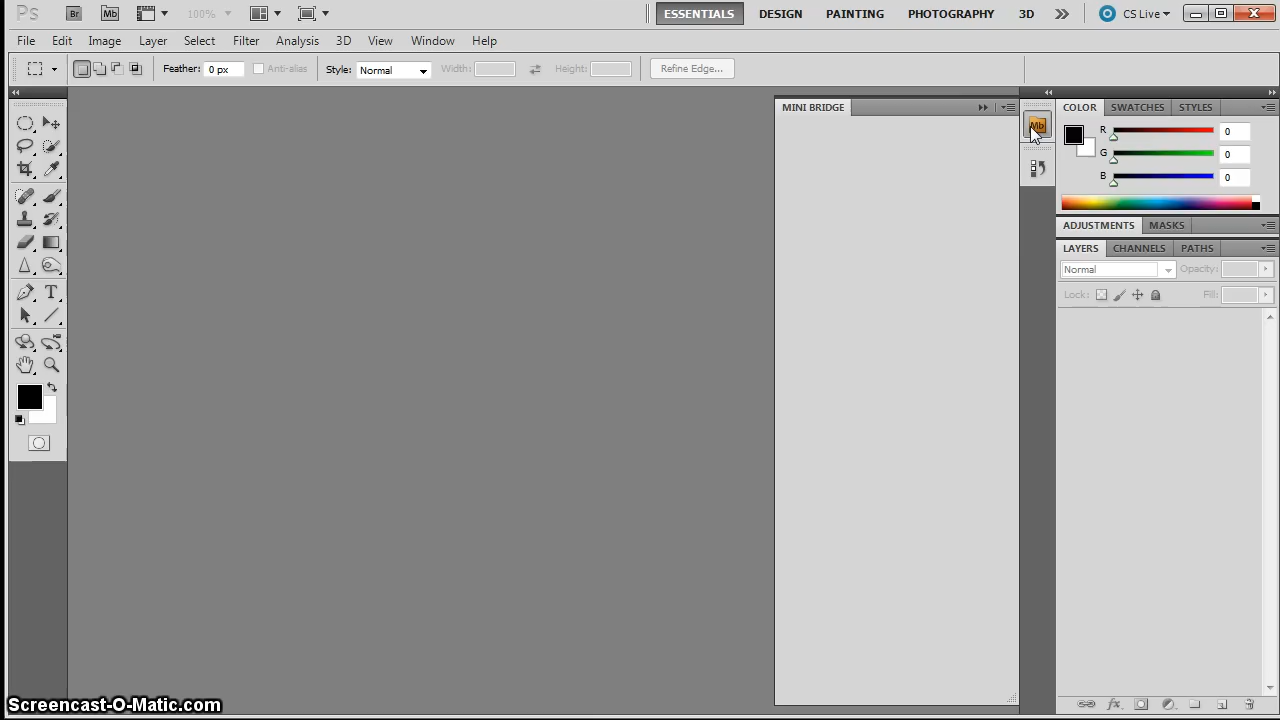 Ps Br Mb 100% ESSENTIALS DESIGN PAINTING PHOTOGRAPHY 3D CS Live
File Edit Image Layer Select Filter Analysis 3D View Window Help
Feather: 0 px Anti-alias Style: Normal Width: Height: Refine Edge...
MINI BRIDGE
Mb
COLOR SWATCHES STYLES
R 0
G 0
B 0
ADJUSTMENTS MASKS
LAYERS CHANNELS PATHS
Normal Opacity:
Lock: Fill:
T
fx
Screencast-O-Matic.com